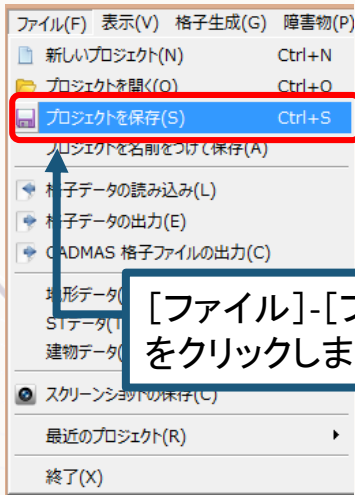 ファイル(F) 表示(V) 格子生成(G) 障害物(P)
新しいプロジェクト(N) Ctrl+N
プロジェクトを開く(O) Ctrl+O
プロジェクトを保存(S) Ctrl+S
プロジェクトを名前をつけて保存(A)
格子データの読み込み(L)
格子データの出力(E)
CADMAS 格子ファイルの出力(C)
地形データ(
STデータ(T
建物データ(
[ファイル]-[フ
をクリックしま
スクリーンショットの保存(C)
最近のプロジェクト(R)
終了(X)